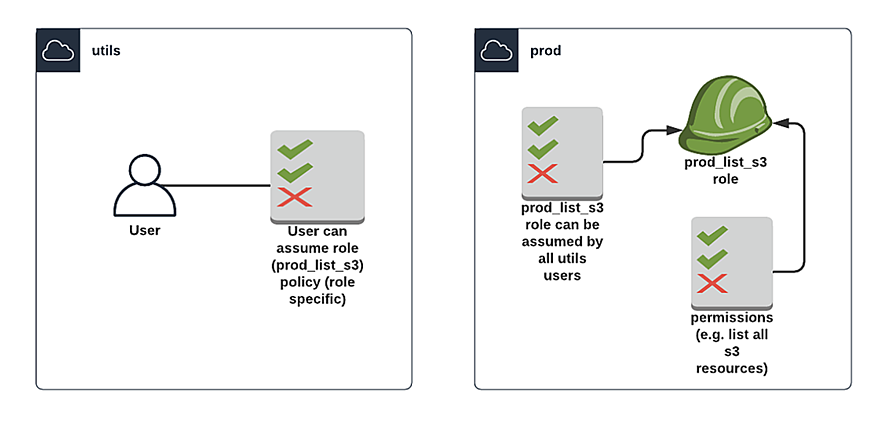 utils
User
User can
assume role
(prod_list_s3)
policy (role
specific)
prod
prod_list_s3
role can be
assumed by
all utils
users
prod_list_s3
role
permissions
(e.g. list all
s3
resources)